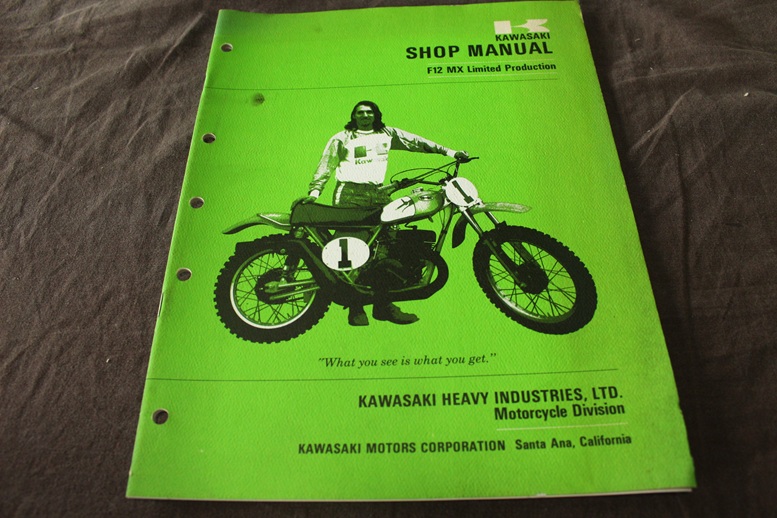 KAWASAKI
SHOP MANUAL
F12 MX Limited Production
Kawasaki
1
1
"What you see is what you get."
KAWASAKI HEAVY INDUSTRIES, LTD.
Motorcycle Division
KAWASAKI MOTORS CORPORATION Santa Ana, California